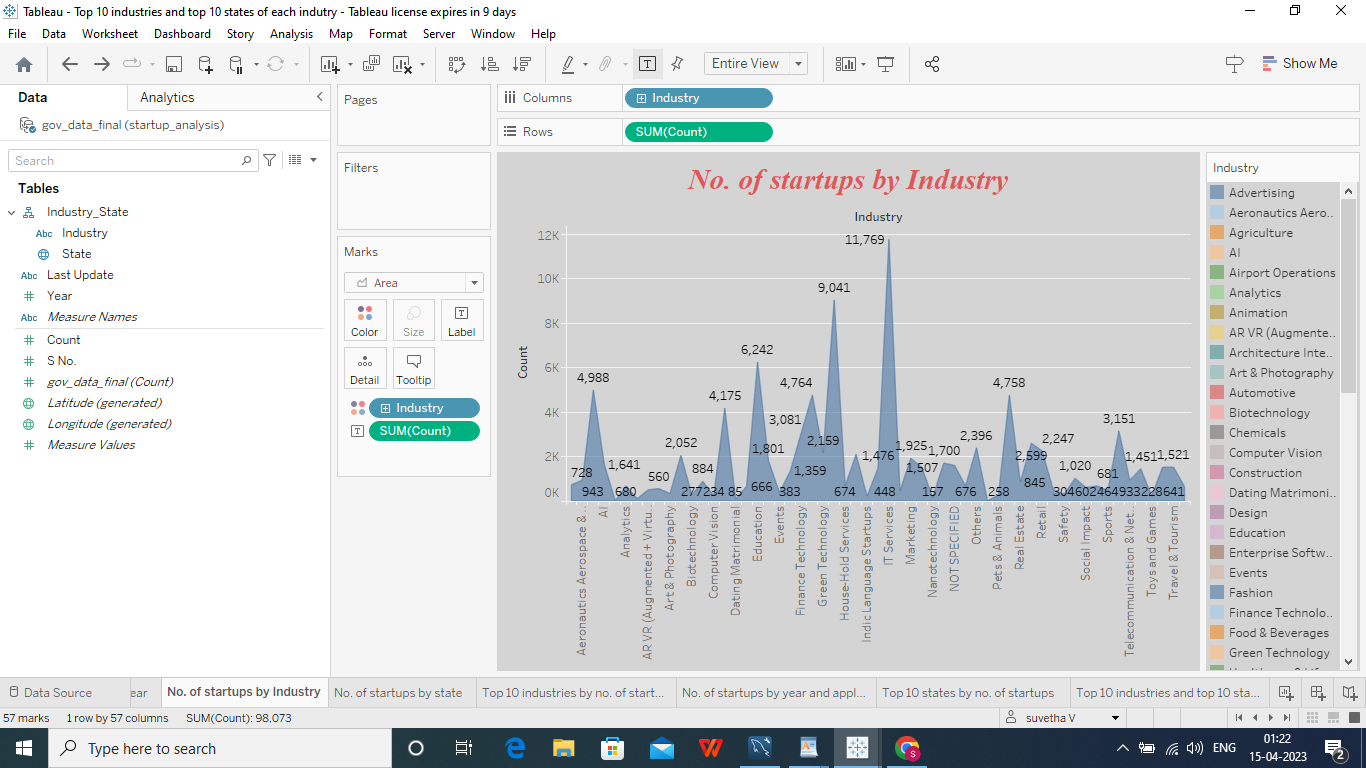 Tableau - Top 10 industries and top 10 states of each indutry - Tableau license expires in 9 days
File Data Worksheet Dashboard Story Analysis Map Format Server Window Help
Entire View
Show Me
Data Analytics
gov_data_final (startup_analysis)
Search
Tables
Industry_State
Abc Industry
State
Abc Last Update
Year
Abc Measure Names
Count
S No.
gov_data_final (Count)
Latitude (generated)
Longitude (generated)
Measure Values
Pages
Filters
Marks
Area
Color Size Label
Detail Tooltip
Industry
SUM(Count)
Columns Industry
Rows SUM(Count)
No. of startups by Industry
Industry
Count
12K
10K
8K
6K
4K
2K
0K
11,769
9,041
6,242
4,988
4,764
4,758
4,175
3,081
3,151
2,396
2,247
2,052
2,159
1,925
1,700
2,599
1,801
1,641
1,476
1,507
1,451
1,521
728
884
1,359
1,020
681
560
666
845
943
680
277
234
85
383
674
448
157
676
258
304
602
464
933
228
641
Aeronautics Aerospace & ..
AI
Analytics
AR VR (Augmented + Virtu..
Art & Photography
Biotechnology
Computer Vision
Dating Matrimonial
Education
Events
Finance Technology
Green Technology
House-Hold Services
Indic Language Startups
IT Services
Marketing
Nanotechnology
NOT SPECIFIED
Others
Pets & Animals
Real Estate
Retail
Safety
Social Impact
Sports
Telecommunication & Net..
Toys and Games
Travel & Tourism
Industry
Advertising
Aeronautics Aero..
Agriculture
AI
Airport Operations
Analytics
Animation
AR VR (Augmente..
Architecture Inte..
Art & Photography
Automotive
Biotechnology
Chemicals
Computer Vision
Construction
Dating Matrimoni..
Design
Education
Enterprise Softw..
Events
Fashion
Finance Technolo..
Food & Beverages
Green Technology
Data Source
ear
No. of startups by Industry
No. of startups by state
Top 10 industries by no. of start...
No. of startups by year and appl...
Top 10 states by no. of startups
Top 10 industries and top 10 sta...
57 marks 1 row by 57 columns SUM(Count): 98,073
suvetha V
Type here to search
ENG
01:22
15-04-2023
2